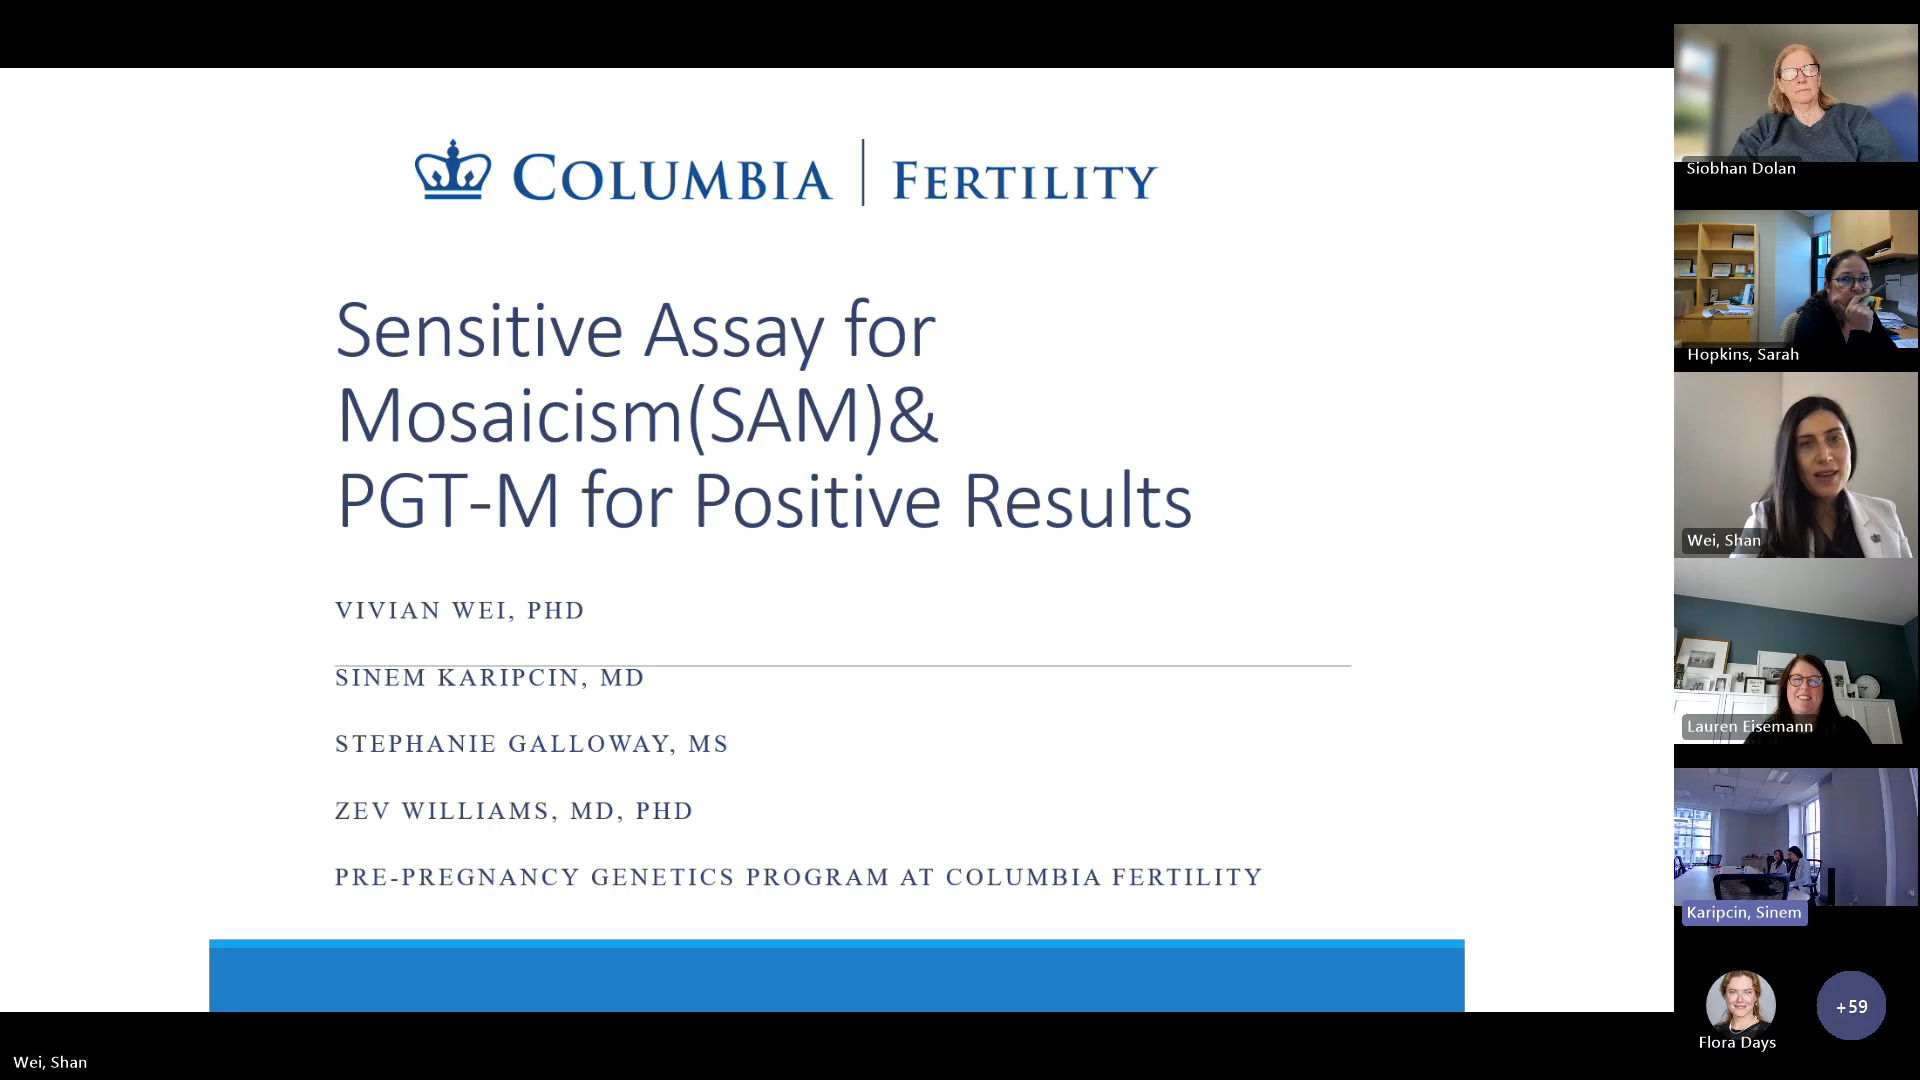 COLUMBIA | FERTILITY
Sensitive Assay for
Mosaicism(SAM)&
PGT-M for Positive Results
VIVIAN WEI, PHD
SINEM KARIPCIN, MD
STEPHANIE GALLOWAY, MS
ZEV WILLIAMS, MD, PHD
PRE-PREGNANCY GENETICS PROGRAM AT COLUMBIA FERTILITY
Siobhan Dolan
Hopkins, Sarah
Wei, Shan
Lauren Eisemann
Karipcin, Sinem
+59
Flora Days
Wei, Shan